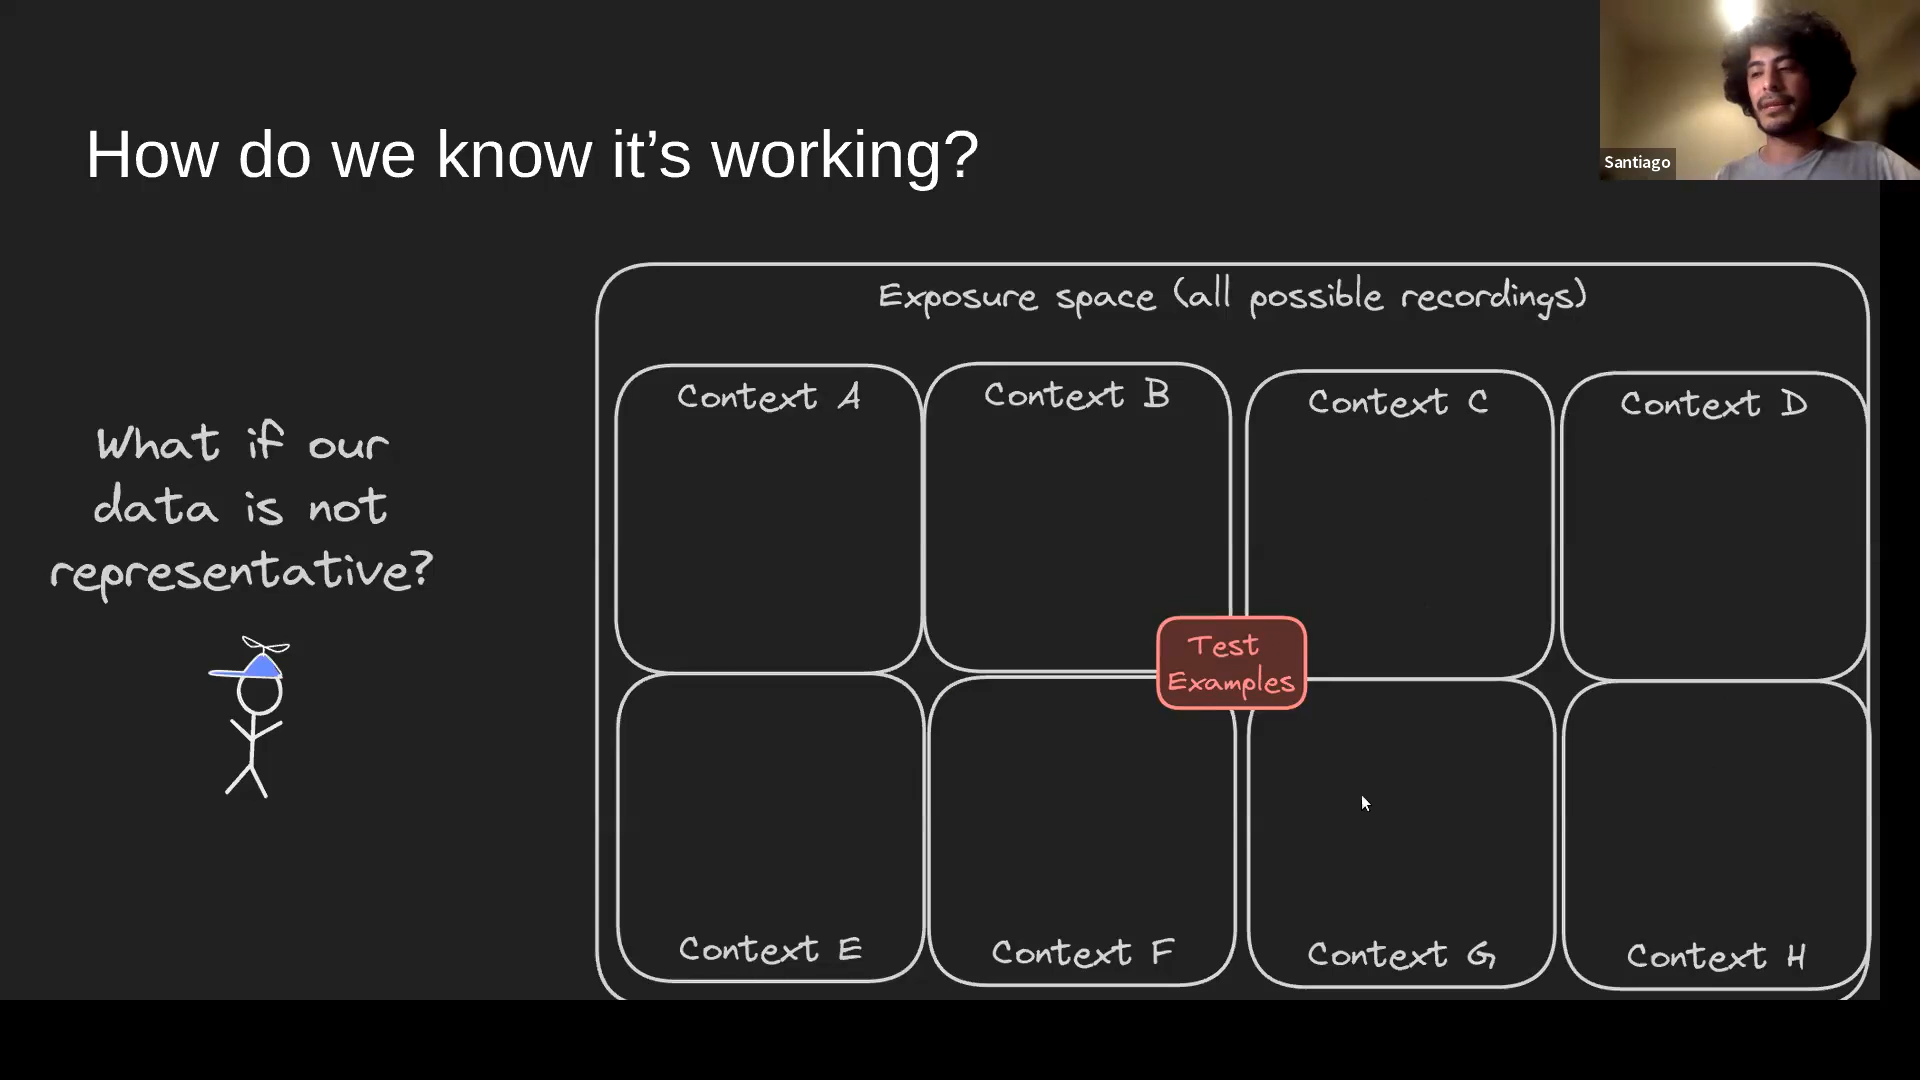 How do we know it’s working?
Santiago
Exposure space (all possible recordings)
What if our
data is not
representative?
Context A
Context B
Context C
Context D
Test
Examples
Context E
Context F
Context G
Context H